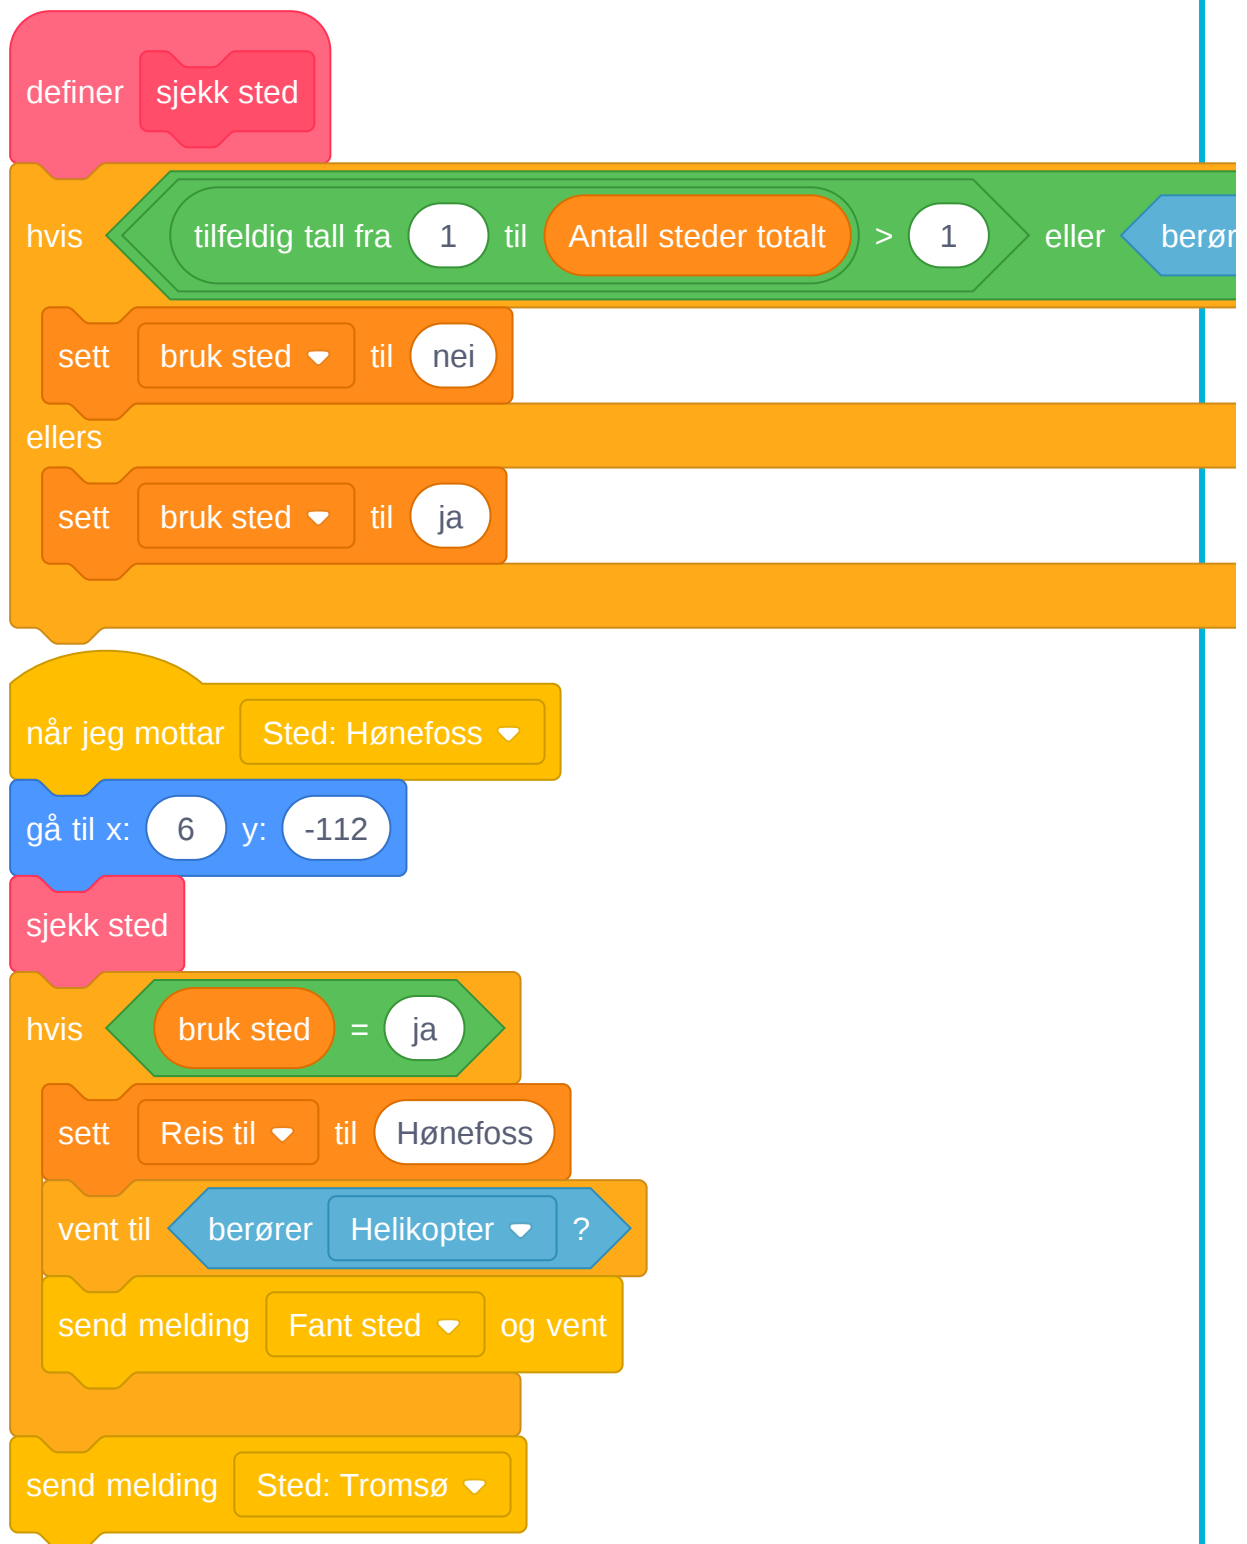 definer sjekk sted
hvis tilfeldig tall fra 1 til Antall steder totalt > 1 eller berør
sett bruk sted til nei
ellers
sett bruk sted til ja
når jeg mottar Sted: Hønefoss
gå til x: 6 y: -112
sjekk sted
hvis bruk sted = ja
sett Reis til til Hønefoss
vent til berører Helikopter ?
send melding Fant sted og vent
send melding Sted: Tromsø